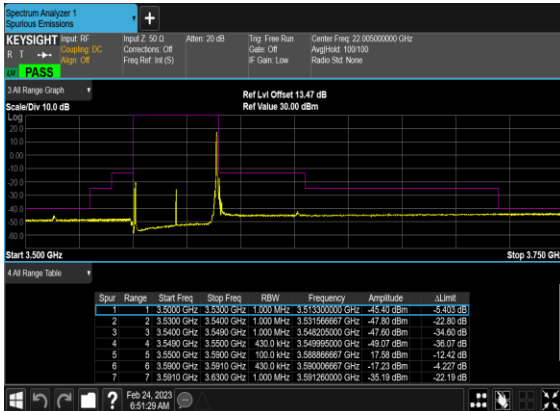 Spectrum Analyzer 1
Spurious Emissions
+
KEYSIGHT Input: RF Input Z: 50 Ω Atten: 20 dB Trig: Free Run Center Freq: 22.005000000 GHz
R T Coupling: DC Corrections: Off Gate: Off Avg|Hold: 100/100
Align: Off Freq Ref: Int (S) IF Gain: Low Radio Std: None
PASS
3 All Range Graph
Ref Lvl Offset 13.47 dB
Scale/Div 10.0 dB Ref Value 30.00 dBm
Log
20.0
10.0
0.00
-10.0
-20.0
-30.0
-40.0
-50.0
-60.0
Start 3.500 GHz Stop 3.750 GHz
4 All Range Table
Spur Range Start Freq Stop Freq RBW Frequency Amplitude ΔLimit
1 1 3.5000 GHz 3.5300 GHz 1.000 MHz 3.513300000 GHz -45.40 dBm -5.403 dB
2 2 3.5300 GHz 3.5400 GHz 1.000 MHz 3.531566667 GHz -47.80 dBm -22.80 dB
3 3 3.5400 GHz 3.5490 GHz 1.000 MHz 3.548205000 GHz -47.60 dBm -34.60 dB
4 4 3.5490 GHz 3.5500 GHz 430.0 kHz 3.549995000 GHz -49.07 dBm -36.07 dB
5 5 3.5500 GHz 3.5900 GHz 100.0 kHz 3.588866667 GHz 17.58 dBm -12.42 dB
6 6 3.5900 GHz 3.5910 GHz 430.0 kHz 3.590006667 GHz -17.23 dBm -4.227 dB
7 7 3.5910 GHz 3.6300 GHz 1.000 MHz 3.591260000 GHz -35.19 dBm -22.19 dB
?
Feb 24, 2023
6:51:29 AM